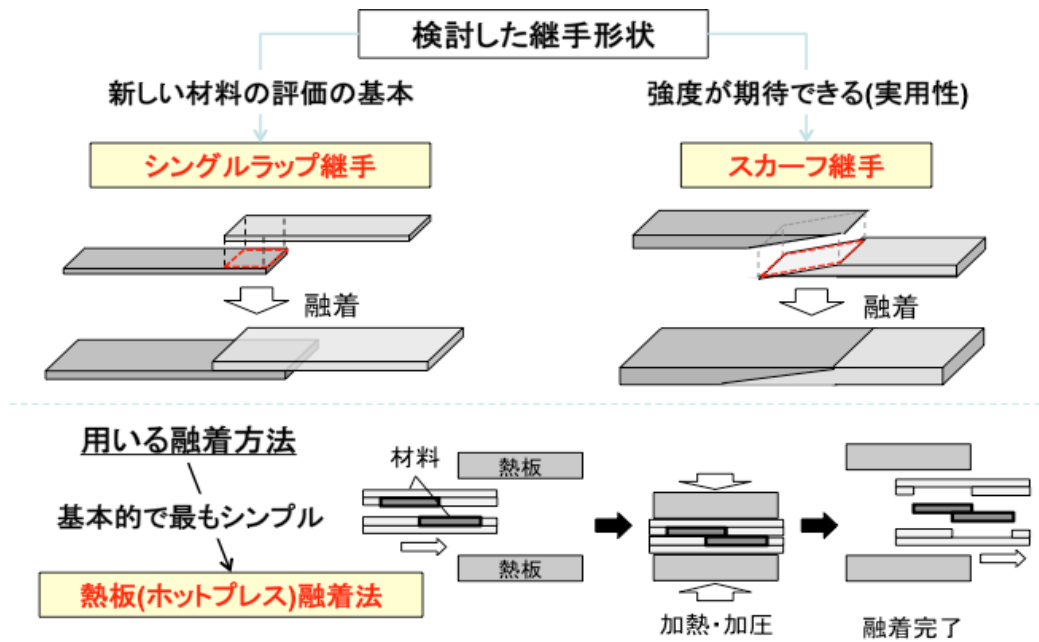 検討した継手形状
新しい材料の評価の基本
強度が期待できる(実用性)
シングルラップ継手
スカーフ継手
融着
融着
用いる融着方法
基本的で最もシンプル
熱板(ホットプレス)融着法
材料
熱板
熱板
加熱・加圧
融着完了